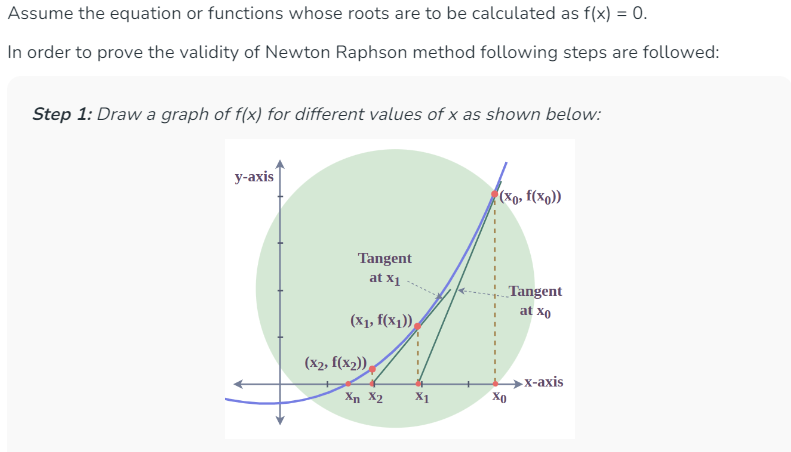 Assume the equation or functions whose roots are to be calculated as f(x) = 0.
In order to prove the validity of Newton Raphson method following steps are followed:
Step 1: Draw a graph of f(x) for different values of x as shown below:
y-axis
(x₀, f(x₀))
Tangent
at x₁
Tangent
at x₀
(x₁, f(x₁))
(x₂, f(x₂))
x-axis
xₙ x₂ x₁ x₀